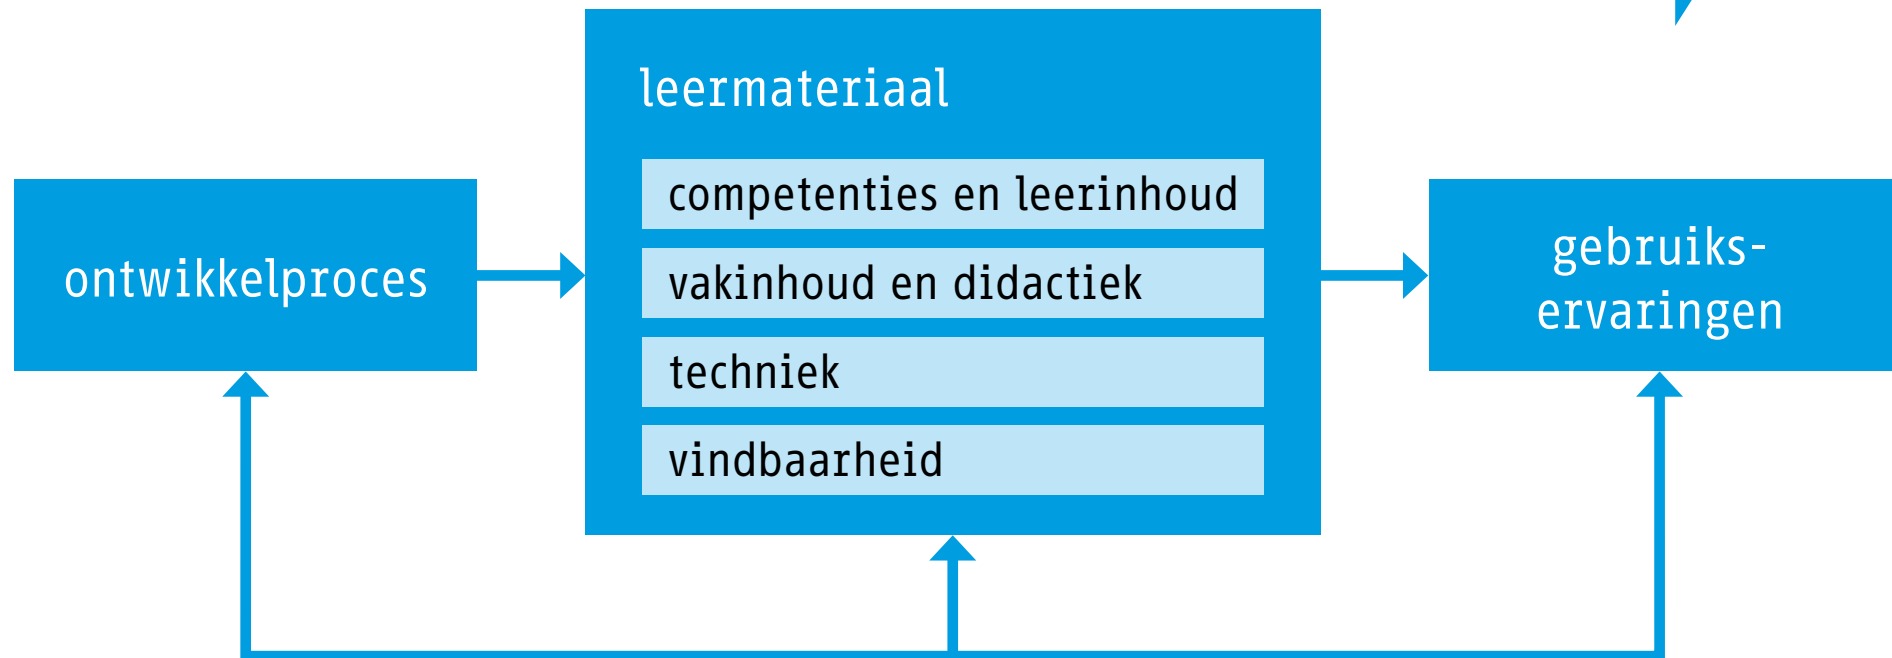 ontwikkelproces
leermateriaal
competenties en leerinhoud
vakinhoud en didactiek
techniek
vindbaarheid
gebruiks-
ervaringen